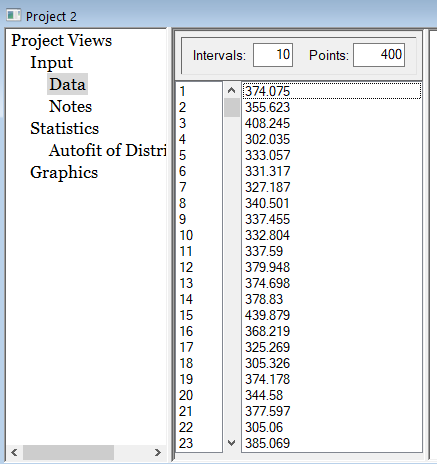 Project 2
Project Views
Input
Data
Notes
Statistics
Autofit of Distri
Graphics
Intervals: 10 Points: 400
1 374.075
2 355.623
3 408.245
4 302.035
5 333.057
6 331.317
7 327.187
8 340.501
9 337.455
10 332.804
11 337.59
12 379.948
13 374.698
14 378.83
15 439.879
16 368.219
17 325.269
18 305.326
19 374.178
20 344.58
21 377.597
22 305.06
23 385.069